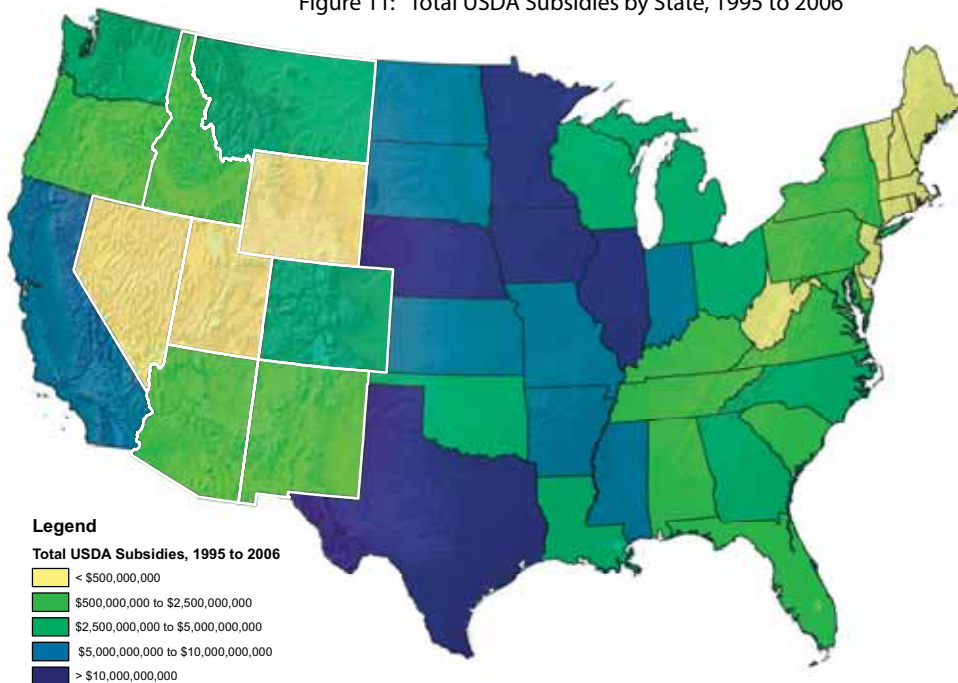 Figure 11: Total USDA Subsidies by State, 1995 to 2006
Legend
Total USDA Subsidies, 1995 to 2006
< $500,000,000
$500,000,000 to $2,500,000,000
$2,500,000,000 to $5,000,000,000
$5,000,000,000 to $10,000,000,000
> $10,000,000,000